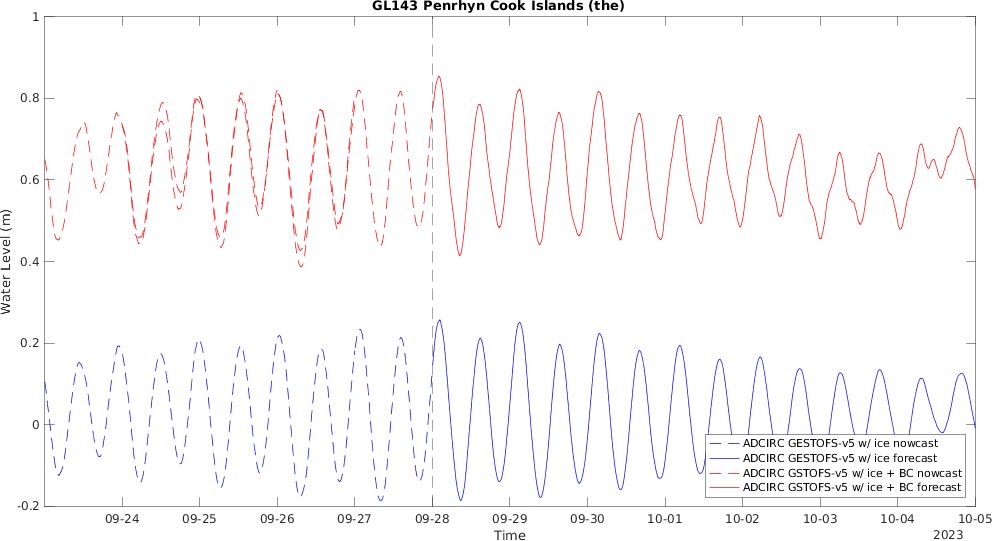 GL143 Penrhyn Cook Islands (the)
1
0.8
0.6
0.4
0.2
0
-0.2
Water Level (m)
ADCIRC GESTOFS-v5 w/ ice nowcast
ADCIRC GESTOFS-v5 w/ ice forecast
ADCIRC GSTOFS-v5 w/ ice + BC nowcast
ADCIRC GSTOFS-v5 w/ ice + BC forecast
09-24 09-25 09-26 09-27 09-28 09-29 09-30 10-01 10-02 10-03 10-04 10-05
Time
2023